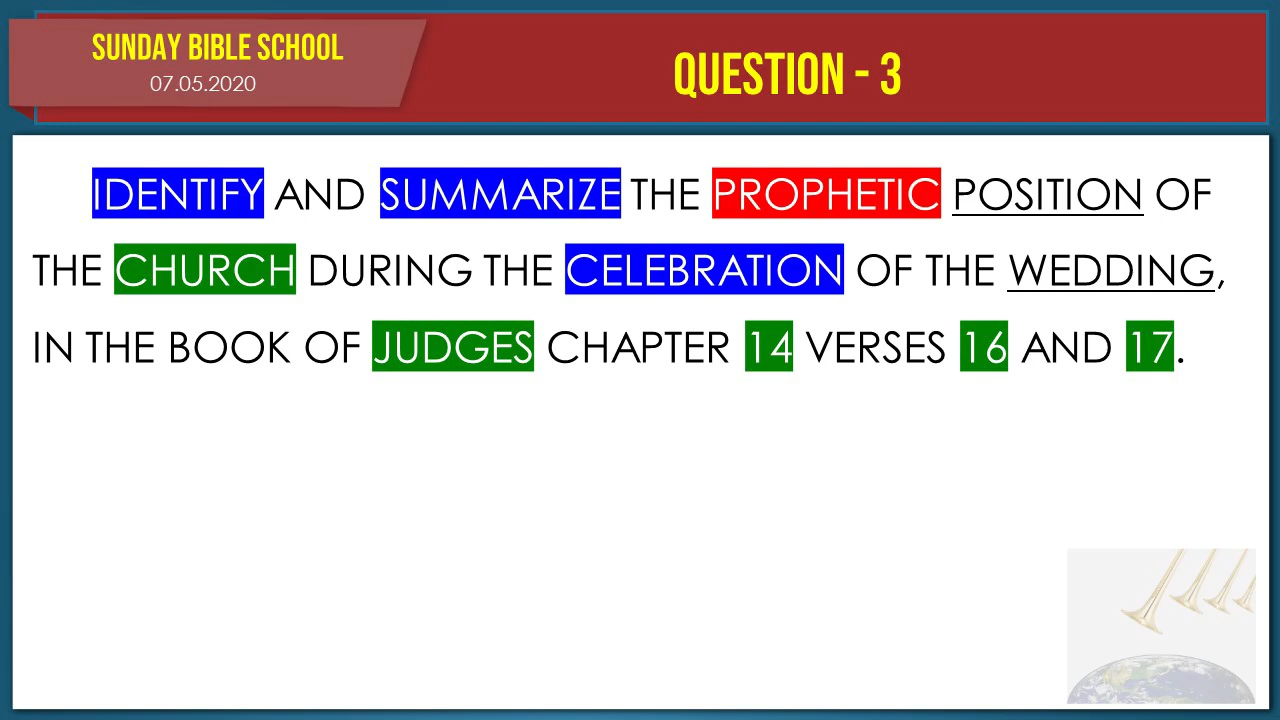 SUNDAY BIBLE SCHOOL
07.05.2020
QUESTION - 3
IDENTIFY AND SUMMARIZE THE PROPHETIC POSITION OF
THE CHURCH DURING THE CELEBRATION OF THE WEDDING,
IN THE BOOK OF JUDGES CHAPTER 14 VERSES 16 AND 17.